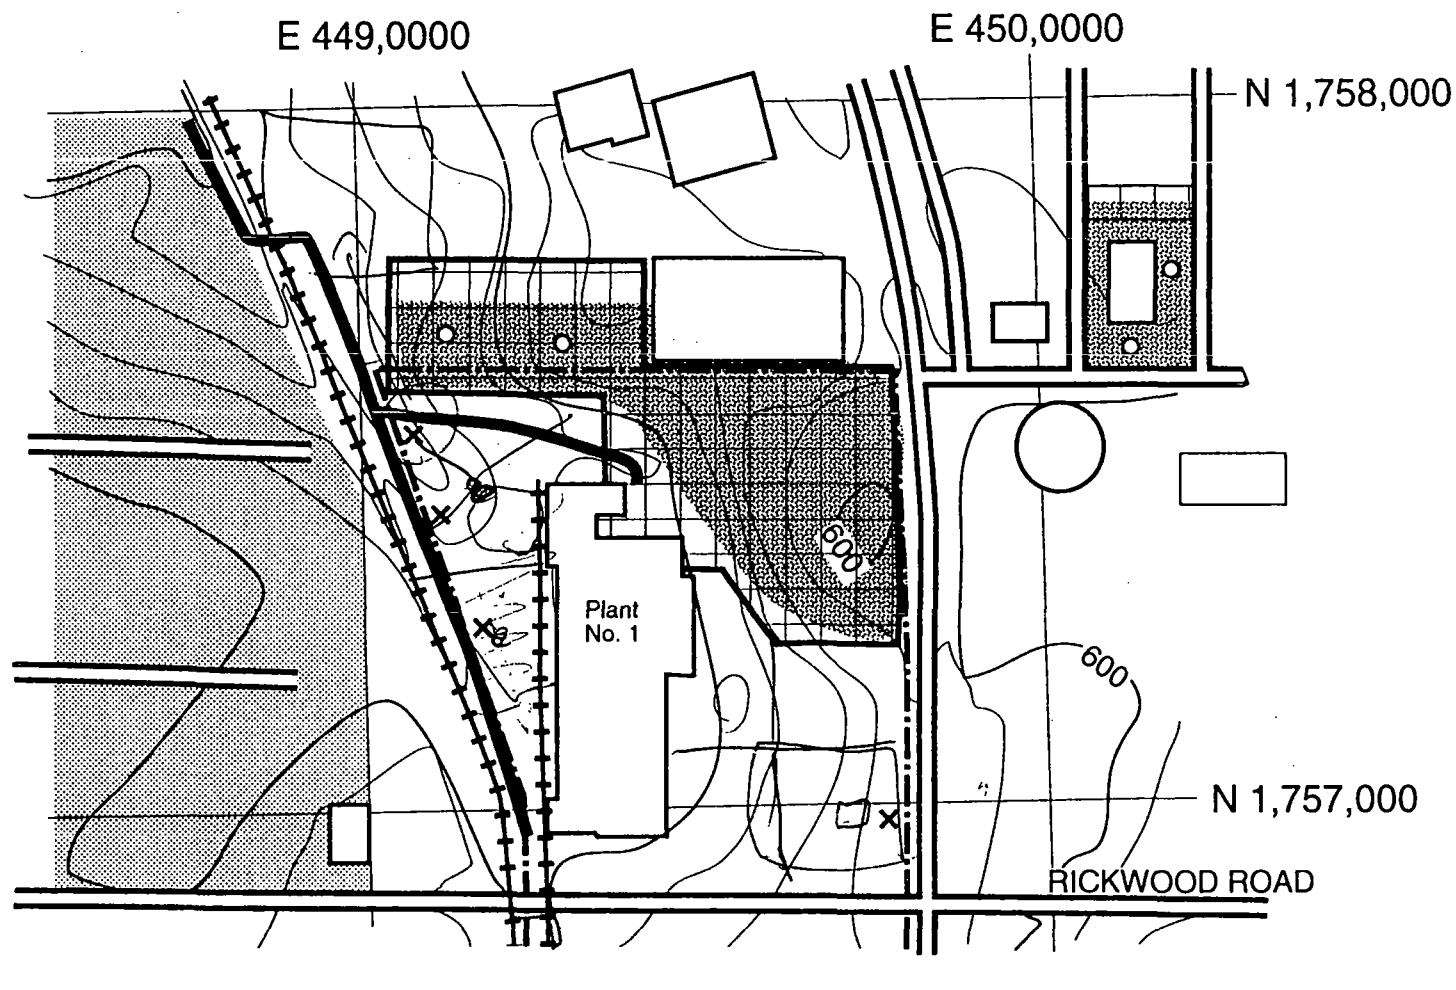 E 449,0000
E 450,0000
N 1,758,000
600
Plant
No. 1
600
N 1,757,000
RICKWOOD ROAD